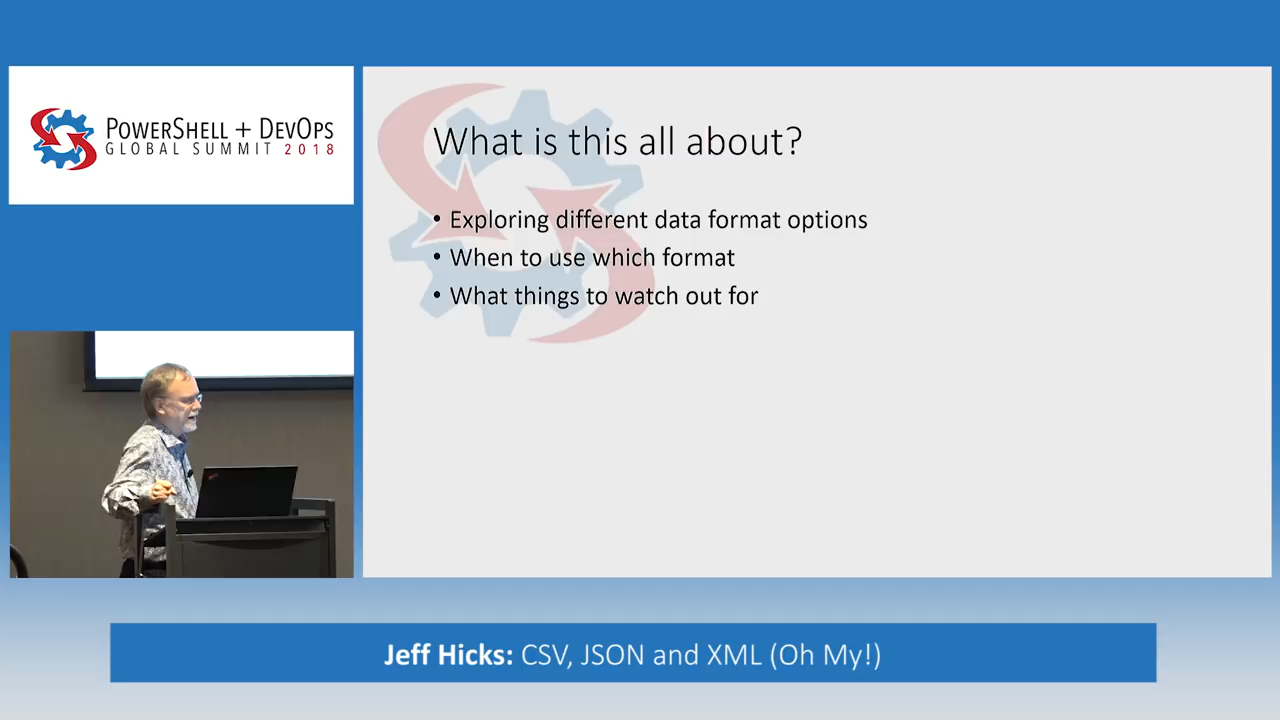 POWERSHELL + DEVOPS
GLOBAL SUMMIT 2018
What is this all about?
• Exploring different data format options
• When to use which format
• What things to watch out for
Jeff Hicks: CSV, JSON and XML (Oh My!)